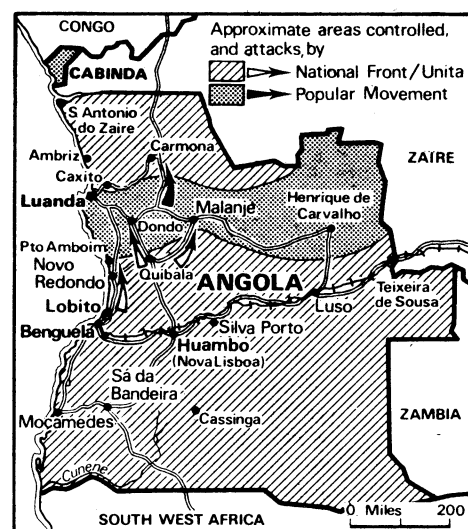 CONGO
Approximate areas controlled,
and attacks, by
National Front/Unita
Popular Movement
CABINDA
S Antonio
do Zaire
Ambriz
Carmona
ZAÏRE
Caxito
Luanda
Malanje
Henrique de
Carvalho
Dondo
Pto Amboim
Novo
Redondo
Quibala
ANGOLA
Teixeira
de Sousa
Lobito
Luso
Benguela
Silva Porto
Huambo
(Nova Lisboa)
Sá da
Bandeira
Moçamedes
Cassinga
ZAMBIA
Cunene
0 Miles 200
SOUTH WEST AFRICA